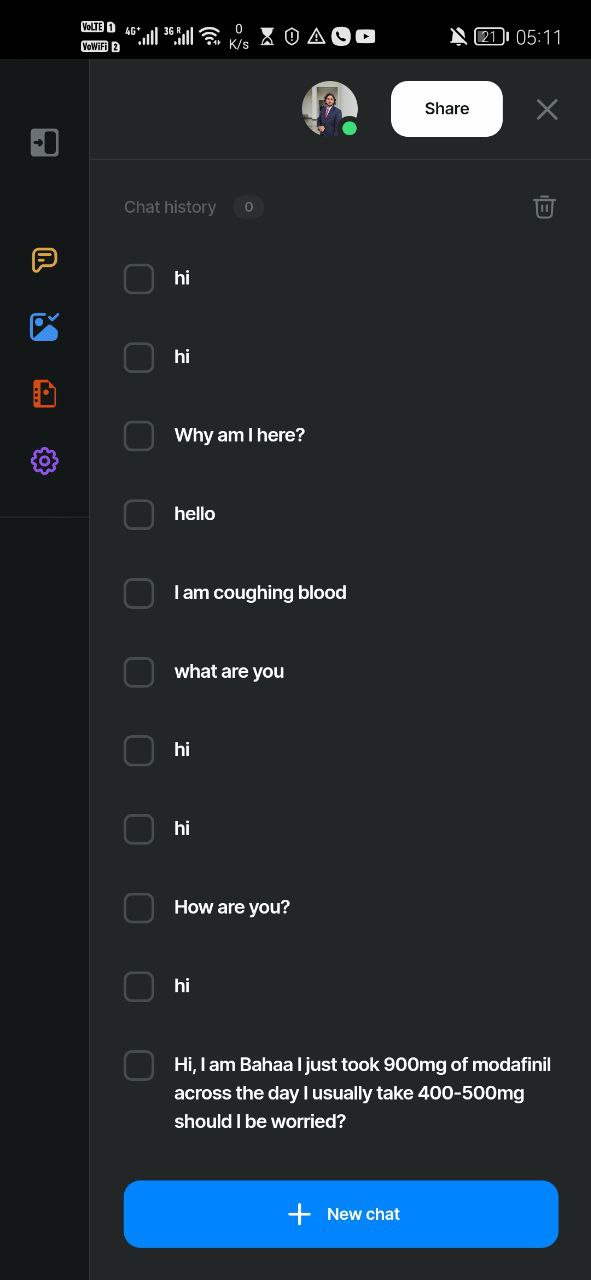 VoLTE 1
VoWiFi 2
4G+
3G R
0
K/s
21
05:11
Share
Chat history 0
hi
hi
Why am I here?
hello
I am coughing blood
what are you
hi
hi
How are you?
hi
Hi, I am Bahaa I just took 900mg of modafinil
across the day I usually take 400-500mg
should I be worried?
New chat